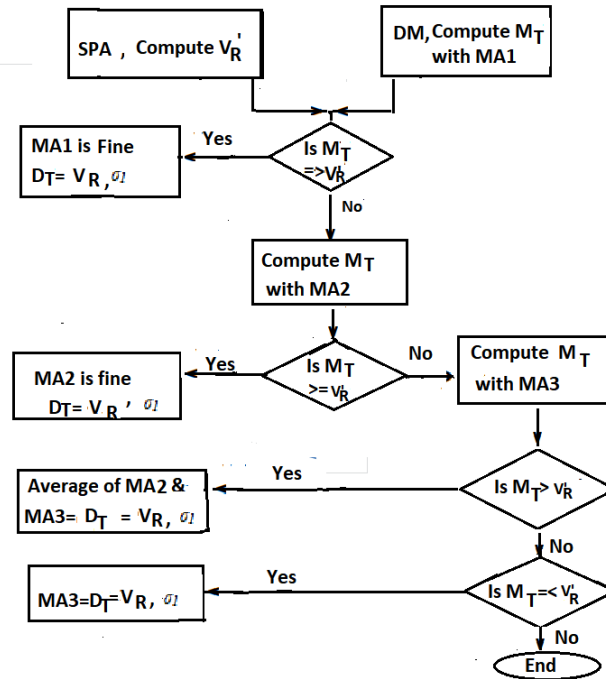 SPA , Compute V'R
DM, Compute MT
with MA1
Yes
MA1 is Fine
DT= VR ,σ1
Is MT
=>V'R
No
Compute MT
with MA2
Yes
No
MA2 is fine
DT= VR , σ1
Is MT
>= V'R
Compute MT
with MA3
Yes
Average of MA2 &
MA3= DT = VR, σ1
Is MT> V'R
No
Yes
MA3=DT=VR, σ1
Is MT=< V'R
No
End